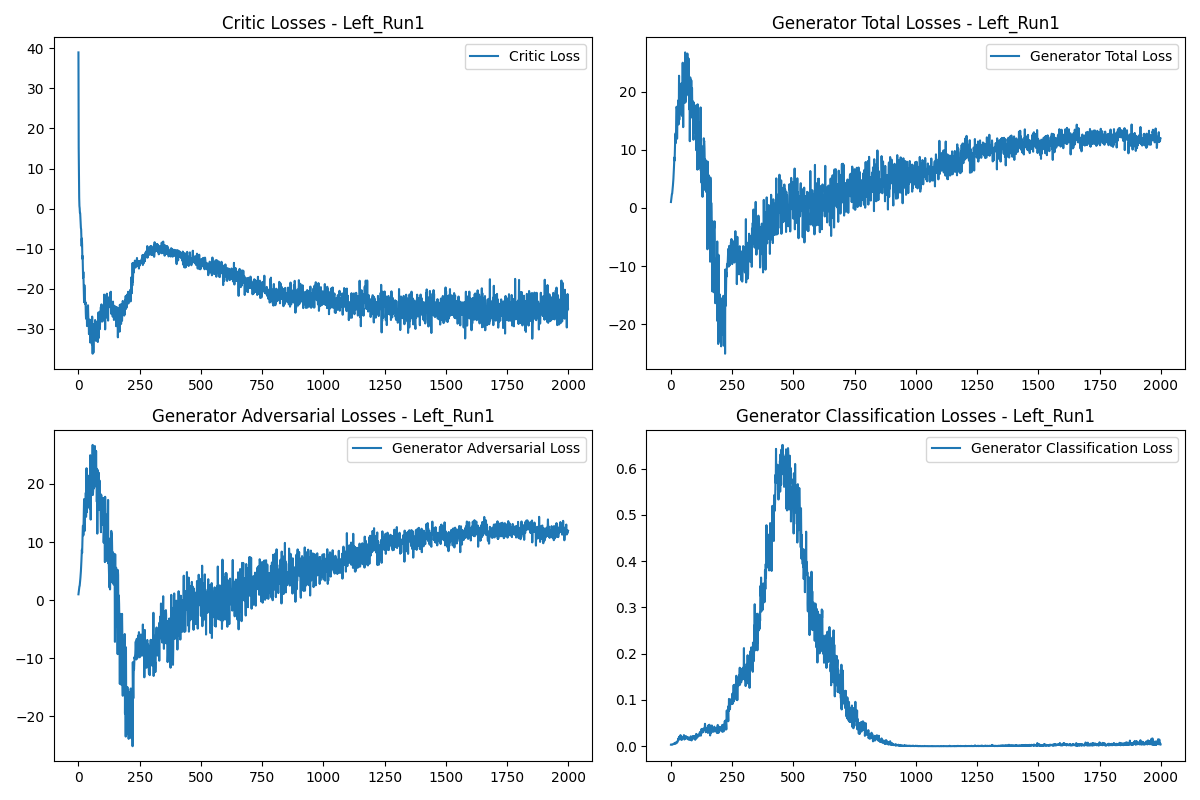 Critic Losses - Left_Run1
Critic Loss
40
30
20
10
0
−10
−20
−30
0 250 500 750 1000 1250 1500 1750 2000
Generator Total Losses - Left_Run1
Generator Total Loss
20
10
0
−10
−20
0 250 500 750 1000 1250 1500 1750 2000
Generator Adversarial Losses - Left_Run1
Generator Adversarial Loss
20
10
0
−10
−20
0 250 500 750 1000 1250 1500 1750 2000
Generator Classification Losses - Left_Run1
Generator Classification Loss
0.6
0.5
0.4
0.3
0.2
0.1
0.0
0 250 500 750 1000 1250 1500 1750 2000